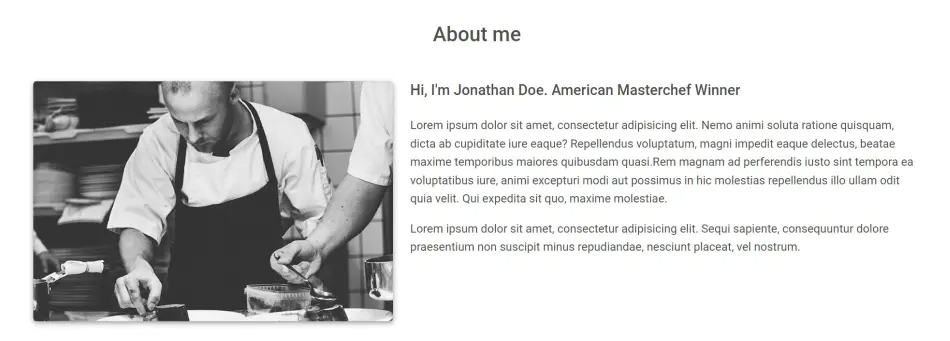 About me
Hi, I'm Jonathan Doe. American Masterchef Winner
Lorem ipsum dolor sit amet, consectetur adipisicing elit. Nemo animi soluta ratione quisquam,
dicta ab cupiditate iure eaque? Repellendus voluptatum, magni impedit eaque delectus, beatae
maxime temporibus maiores quibusdam quasi.Rem magnam ad perferendis iusto sint tempora ea
voluptatibus iure, animi excepturi modi aut possimus in hic molestias repellendus illo ullam odit
quia velit. Qui expedita sit quo, maxime molestiae.
Lorem ipsum dolor sit amet, consectetur adipisicing elit. Sequi sapiente, consequuntur dolore
praesentium non suscipit minus repudiandae, nesciunt placeat, vel nostrum.